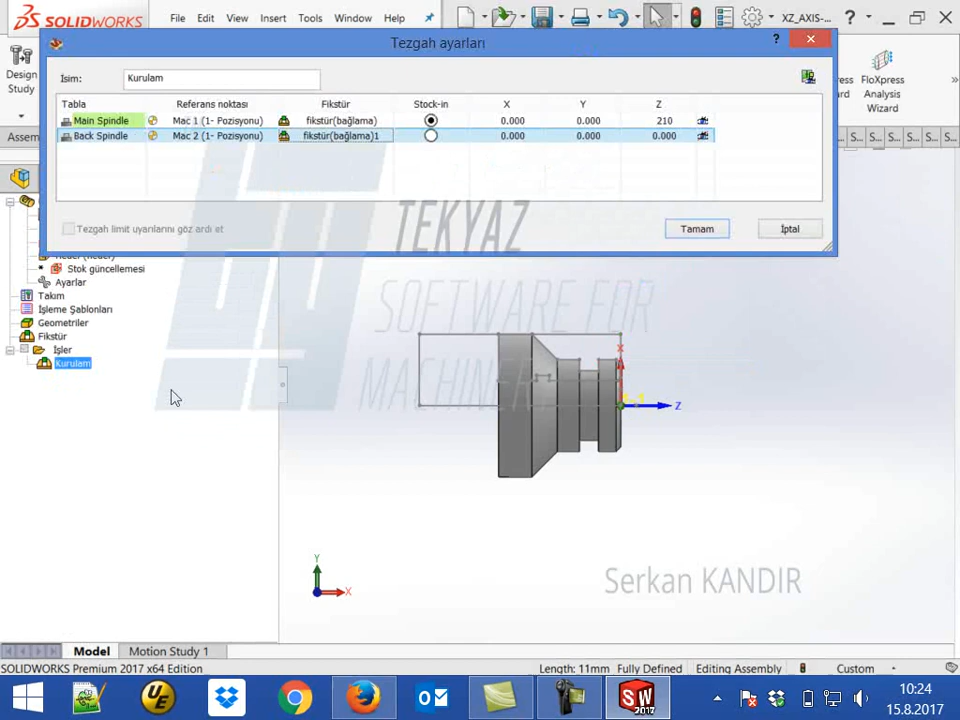 SOLIDWORKS File Edit View Insert Tools Window Help XZ_AXIS-... ?
Tezgah ayarları ?
Design Study
İsim: Kurulam
FloXpress Analysis Wizard
Tabla Referans noktası Fikstür Stock-in X Y Z
Main Spindle Mac 1 (1- Pozisyonu) fikstür(bağlama) 0.000 0.000 210
Back Spindle Mac 2 (1- Pozisyonu) fikstür(bağlama)1 0.000 0.000 0.000
Assem
Tezgah limit uyarılarını göz ardı et Tamam İptal
TEKYAZ
SOFTWARE FOR
MACHINE
Stok güncellemesi
Ayarlar
Takım
İşleme Şablonları
Geometriler
Fikstür
İşler
Kurulam
X
Z
Y
X
Serkan KANDIR
Model Motion Study 1
SOLIDWORKS Premium 2017 x64 Edition Length: 11mm Fully Defined Editing Assembly Custom
SW 2017
10:24
15.8.2017